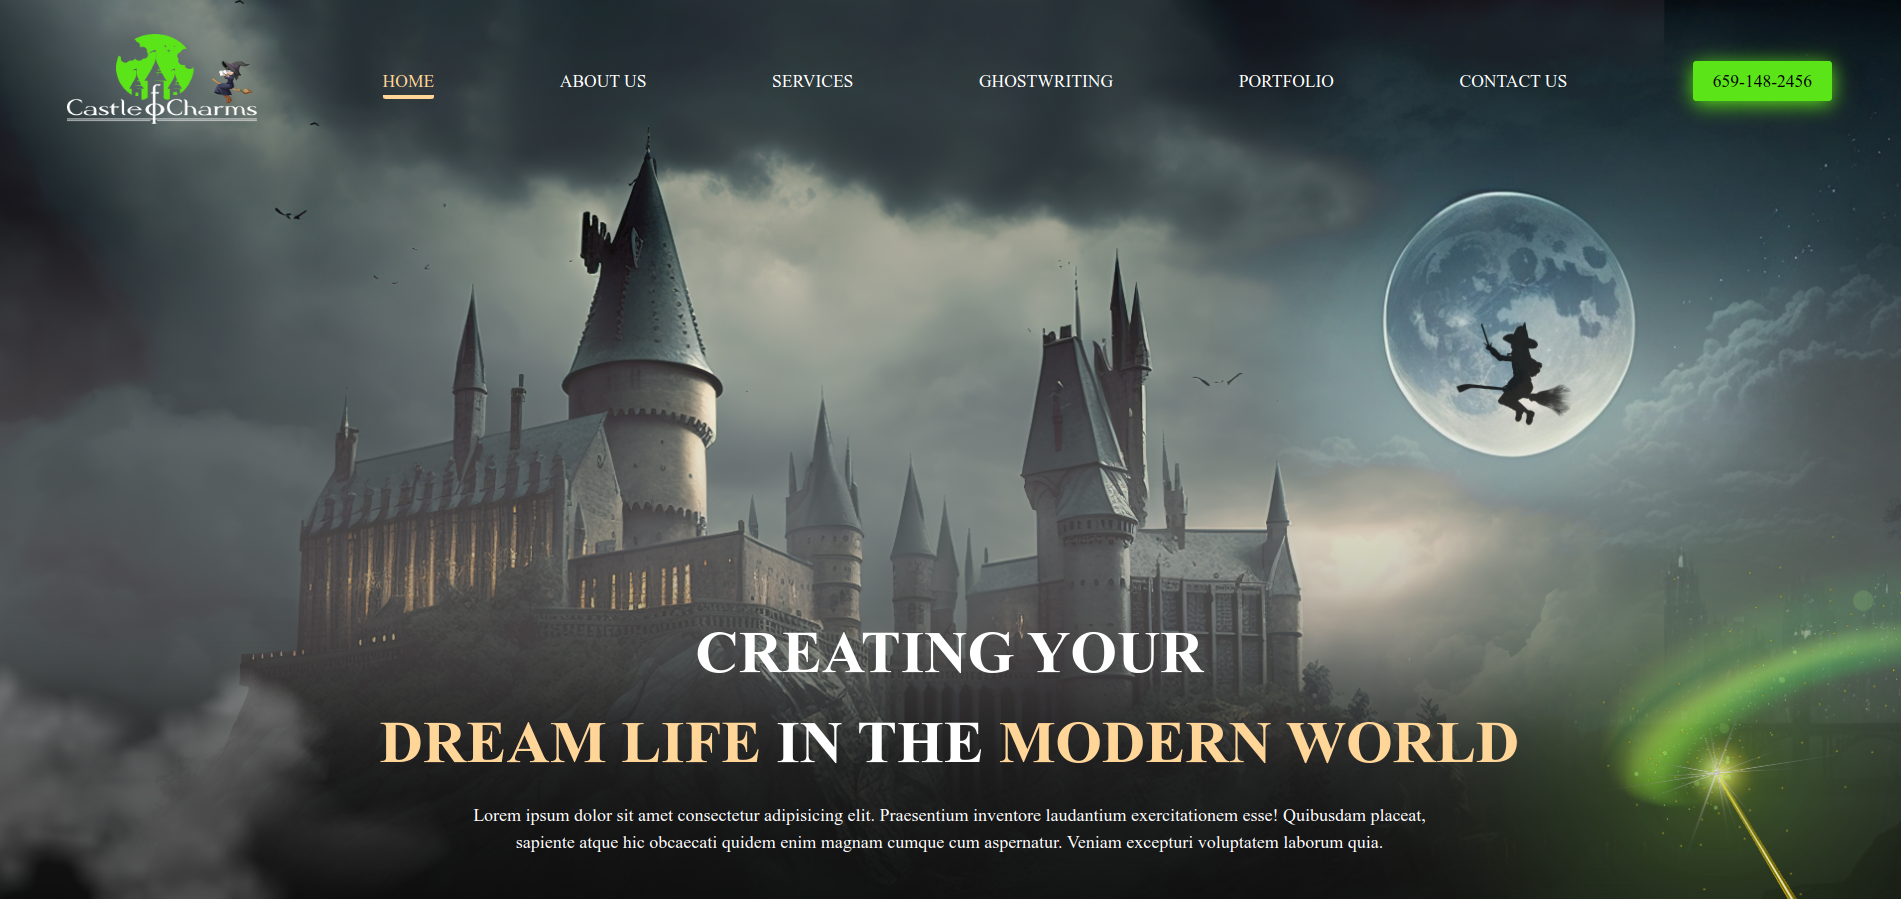 Castle of Charms
HOME
ABOUT US
SERVICES
GHOSTWRITING
PORTFOLIO
CONTACT US
659-148-2456
CREATING YOUR
DREAM LIFE IN THE MODERN WORLD
Lorem ipsum dolor sit amet consectetur adipisicing elit. Praesentium inventore laudantium exercitationem esse! Quibusdam placeat,
sapiente atque hic obcaecati quidem enim magnam cumque cum aspernatur. Veniam excepturi voluptatem laborum quia.